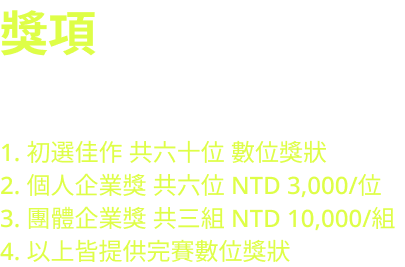 獎項
1. 初選佳作 共六十位 數位獎狀
2. 個人企業獎 共六位 NTD 3,000/位
3. 團體企業獎 共三組 NTD 10,000/組
4. 以上皆提供完賽數位獎狀